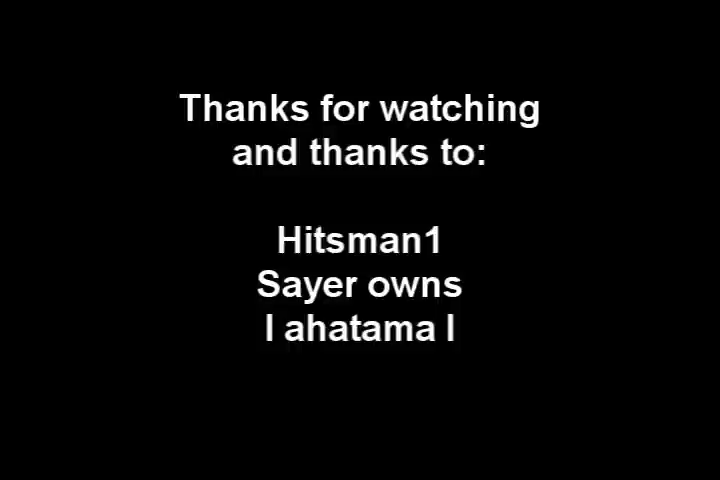 Thanks for watching
and thanks to:
Hitsman1
Sayer owns
I ahatama I